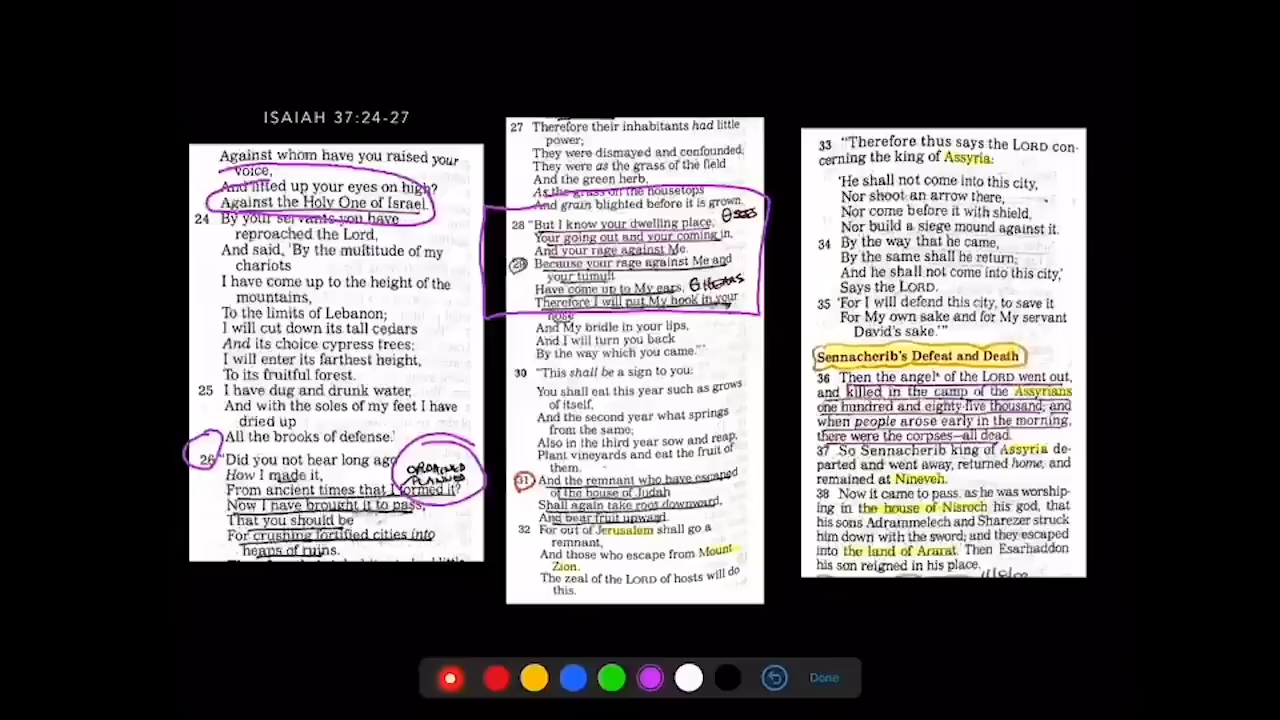 ISAIAH 37:24-27
Against whom have you raised your
voice,
And lifted up your eyes on high?
Against the Holy One of Israel.
24 By your servants you have
reproached the Lord,
And said, 'By the multitude of my
chariots
I have come up to the height of the
mountains,
To the limits of Lebanon;
I will cut down its tall cedars
And its choice cypress trees;
I will enter its farthest height,
To its fruitful forest.
25 I have dug and drunk water,
And with the soles of my feet I have
dried up
All the brooks of defense.'
26 "Did you not hear long ago
How I made it,
From ancient times that I formed it?
Now I have brought it to pass,
That you should be
For crushing fortified cities into
heaps of ruins.
ORDAINED
PLANNED
27 Therefore their inhabitants had little
power;
They were dismayed and confounded;
They were as the grass of the field
And the green herb,
As the grass on the housetops
And grain blighted before it is grown.
28 "But I know your dwelling place,
Your going out and your coming in,
And your rage against Me.
29 Because your rage against Me and
your tumult
Have come up to My ears,
Therefore I will put My hook in your
nose
And My bridle in your lips,
And I will turn you back
By the way which you came."'
30 "This shall be a sign to you:
You shall eat this year such as grows
of itself,
And the second year what springs
from the same;
Also in the third year sow and reap,
Plant vineyards and eat the fruit of
them.
31 And the remnant who have escaped
of the house of Judah
Shall again take root downward,
And bear fruit upward.
32 For out of Jerusalem shall go a
remnant,
And those who escape from Mount
Zion.
The zeal of the LORD of hosts will do
this.
33 "Therefore thus says the LORD con-
cerning the king of Assyria:
'He shall not come into this city,
Nor shoot an arrow there,
Nor come before it with shield,
Nor build a siege mound against it.
34 By the way that he came,
By the same shall he return;
And he shall not come into this city,'
Says the LORD.
35 'For I will defend this city, to save it
For My own sake and for My servant
David's sake.'"
Sennacherib's Defeat and Death
36 Then the angel of the LORD went out,
and killed in the camp of the Assyrians
one hundred and eighty-five thousand; and
when people arose early in the morning,
there were the corpses—all dead.
37 So Sennacherib king of Assyria de-
parted and went away, returned home, and
remained at Nineveh.
38 Now it came to pass, as he was worship-
ing in the house of Nisroch his god, that
his sons Adrammelech and Sharezer struck
him down with the sword; and they escaped
into the land of Ararat. Then Esarhaddon
his son reigned in his place.
Done